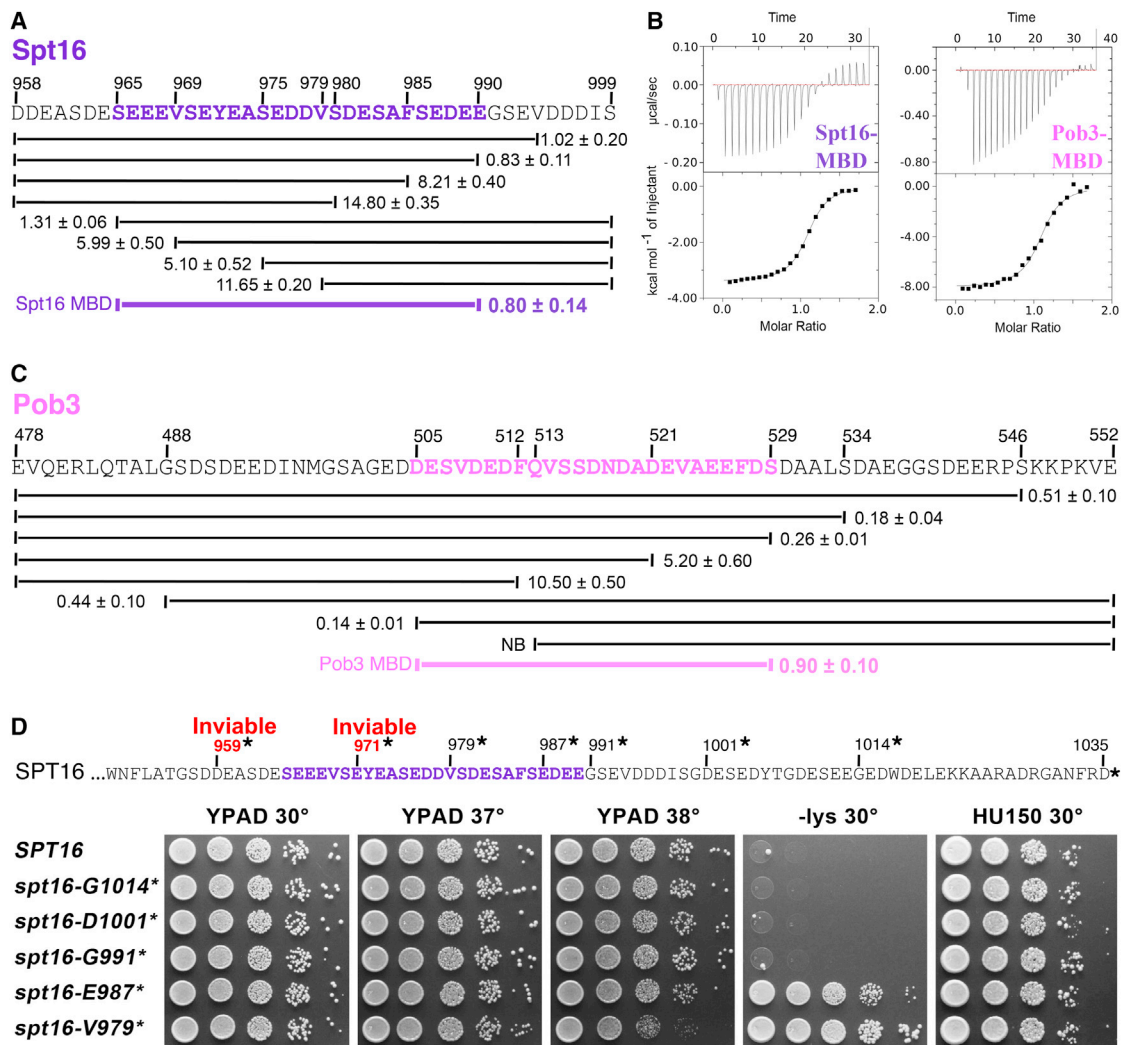 A
Spt16
958 965 969 975 979 980 985 990 999
DDEASDESEEEVSEYEASEDDVSDESAFSEDEEGSEVDDDIS
1.02 ± 0.20
0.83 ± 0.11
8.21 ± 0.40
14.80 ± 0.35
1.31 ± 0.06
5.99 ± 0.50
5.10 ± 0.52
11.65 ± 0.20
Spt16 MBD 0.80 ± 0.14
B
Time Time
0 10 20 30 0 10 20 30 40
0.10
0.00
-0.10
-0.20
µcal/sec
Spt16-
MBD
0.00
-0.40
-0.80
Pob3-
MBD
0.00
-2.00
-4.00
kcal mol⁻¹ of Injectant
0.00
-4.00
-8.00
0.0 1.0 2.0 0.0 1.0 2.0
Molar Ratio Molar Ratio
C
Pob3
478 488 505 512 513 521 529 534 546 552
EVQERLQTALGSDSDEEDINMGSAGEDDESVDEDFQVSSDNDADEVAEEFDSDAALSDAEGGSDEERPSKKPKVE
0.51 ± 0.10
0.18 ± 0.04
0.26 ± 0.01
5.20 ± 0.60
10.50 ± 0.50
0.44 ± 0.10
0.14 ± 0.01
NB
Pob3 MBD 0.90 ± 0.10
D
Inviable Inviable
959* 971* 979* 987* 991* 1001* 1014* 1035
SPT16 ...WNFLATGSDDEASDESEEEVSEYEASEDDVSDESAFSEDEEGSEVDDDISGDESEDYTGDESEEGEDWDELEKKAARADRGANFRD*
YPAD 30° YPAD 37° YPAD 38° -lys 30° HU150 30°
SPT16
spt16-G1014*
spt16-D1001*
spt16-G991*
spt16-E987*
spt16-V979*